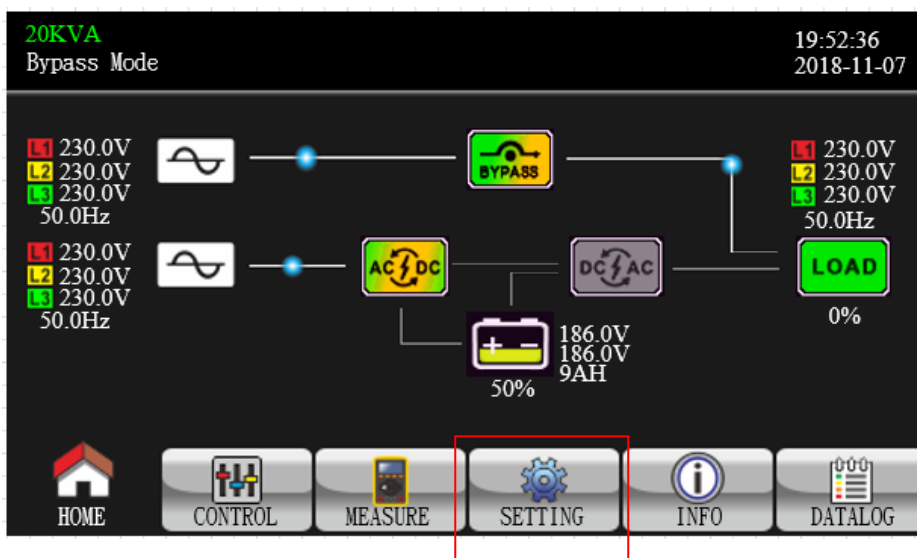 20KVA
Bypass Mode
19:52:36
2018-11-07
L1 230.0V
L2 230.0V
L3 230.0V
50.0Hz
BYPASS
L1 230.0V
L2 230.0V
L3 230.0V
50.0Hz
L1 230.0V
L2 230.0V
L3 230.0V
50.0Hz
AC DC
DC AC
LOAD
0%
186.0V
186.0V
9AH
50%
HOME
CONTROL
MEASURE
SETTING
INFO
DATALOG